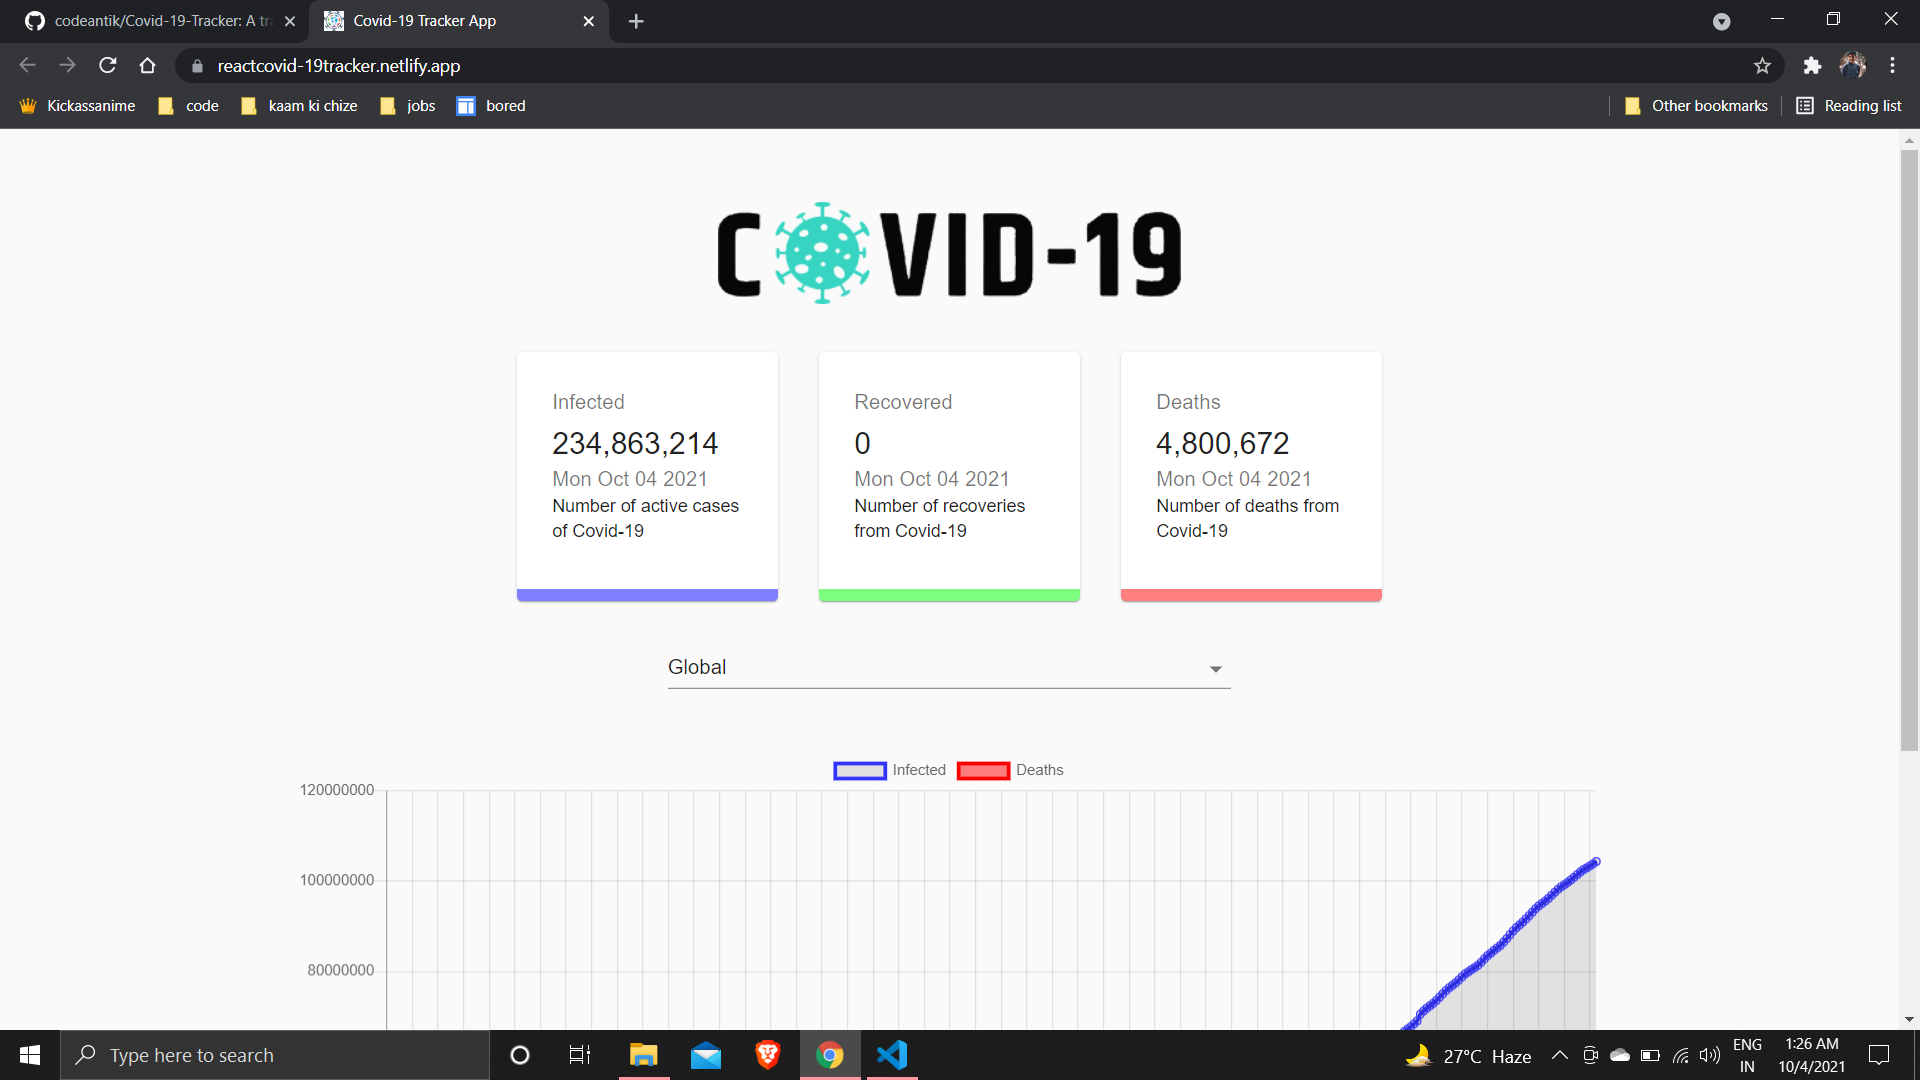 codeantik/Covid-19-Tracker: A tra
Covid-19 Tracker App
reactcovid-19tracker.netlify.app
Kickassanime
code
kaam ki chize
jobs
bored
Other bookmarks
Reading list
COVID-19
Infected
234,863,214
Mon Oct 04 2021
Number of active cases
of Covid-19
Recovered
0
Mon Oct 04 2021
Number of recoveries
from Covid-19
Deaths
4,800,672
Mon Oct 04 2021
Number of deaths from
Covid-19
Global
Infected
Deaths
120000000
100000000
80000000
Type here to search
27°C Haze
ENG
IN
1:26 AM
10/4/2021